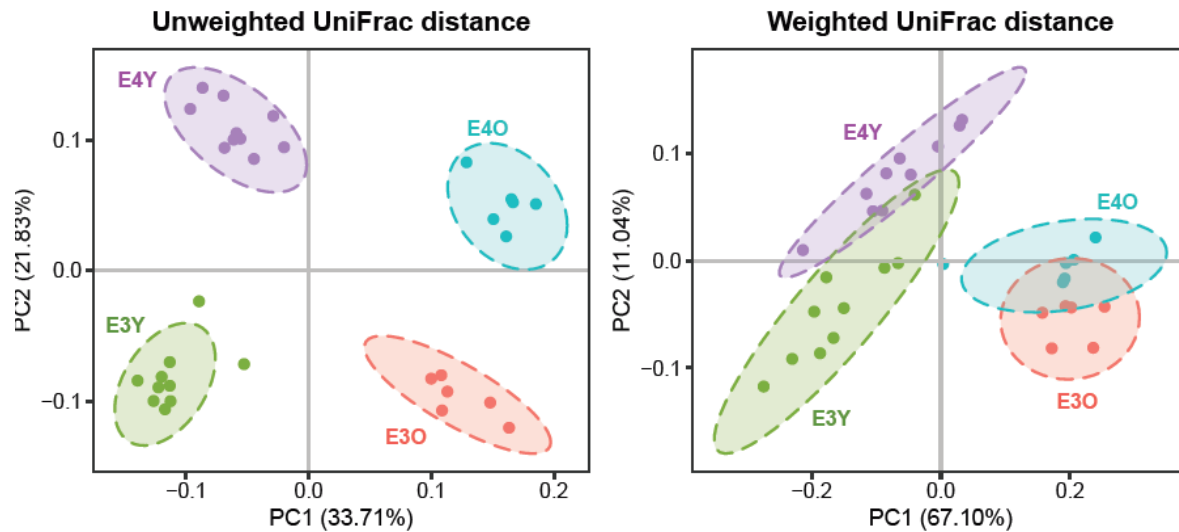 Unweighted UniFrac distance
E4Y
E4O
E3Y
E3O
0.1
0.0
−0.1
PC2 (21.83%)
−0.1
0.0
0.1
0.2
PC1 (33.71%)
Weighted UniFrac distance
E4Y
E4O
E3Y
E3O
0.1
0.0
−0.1
PC2 (11.04%)
−0.2
0.0
0.2
PC1 (67.10%)